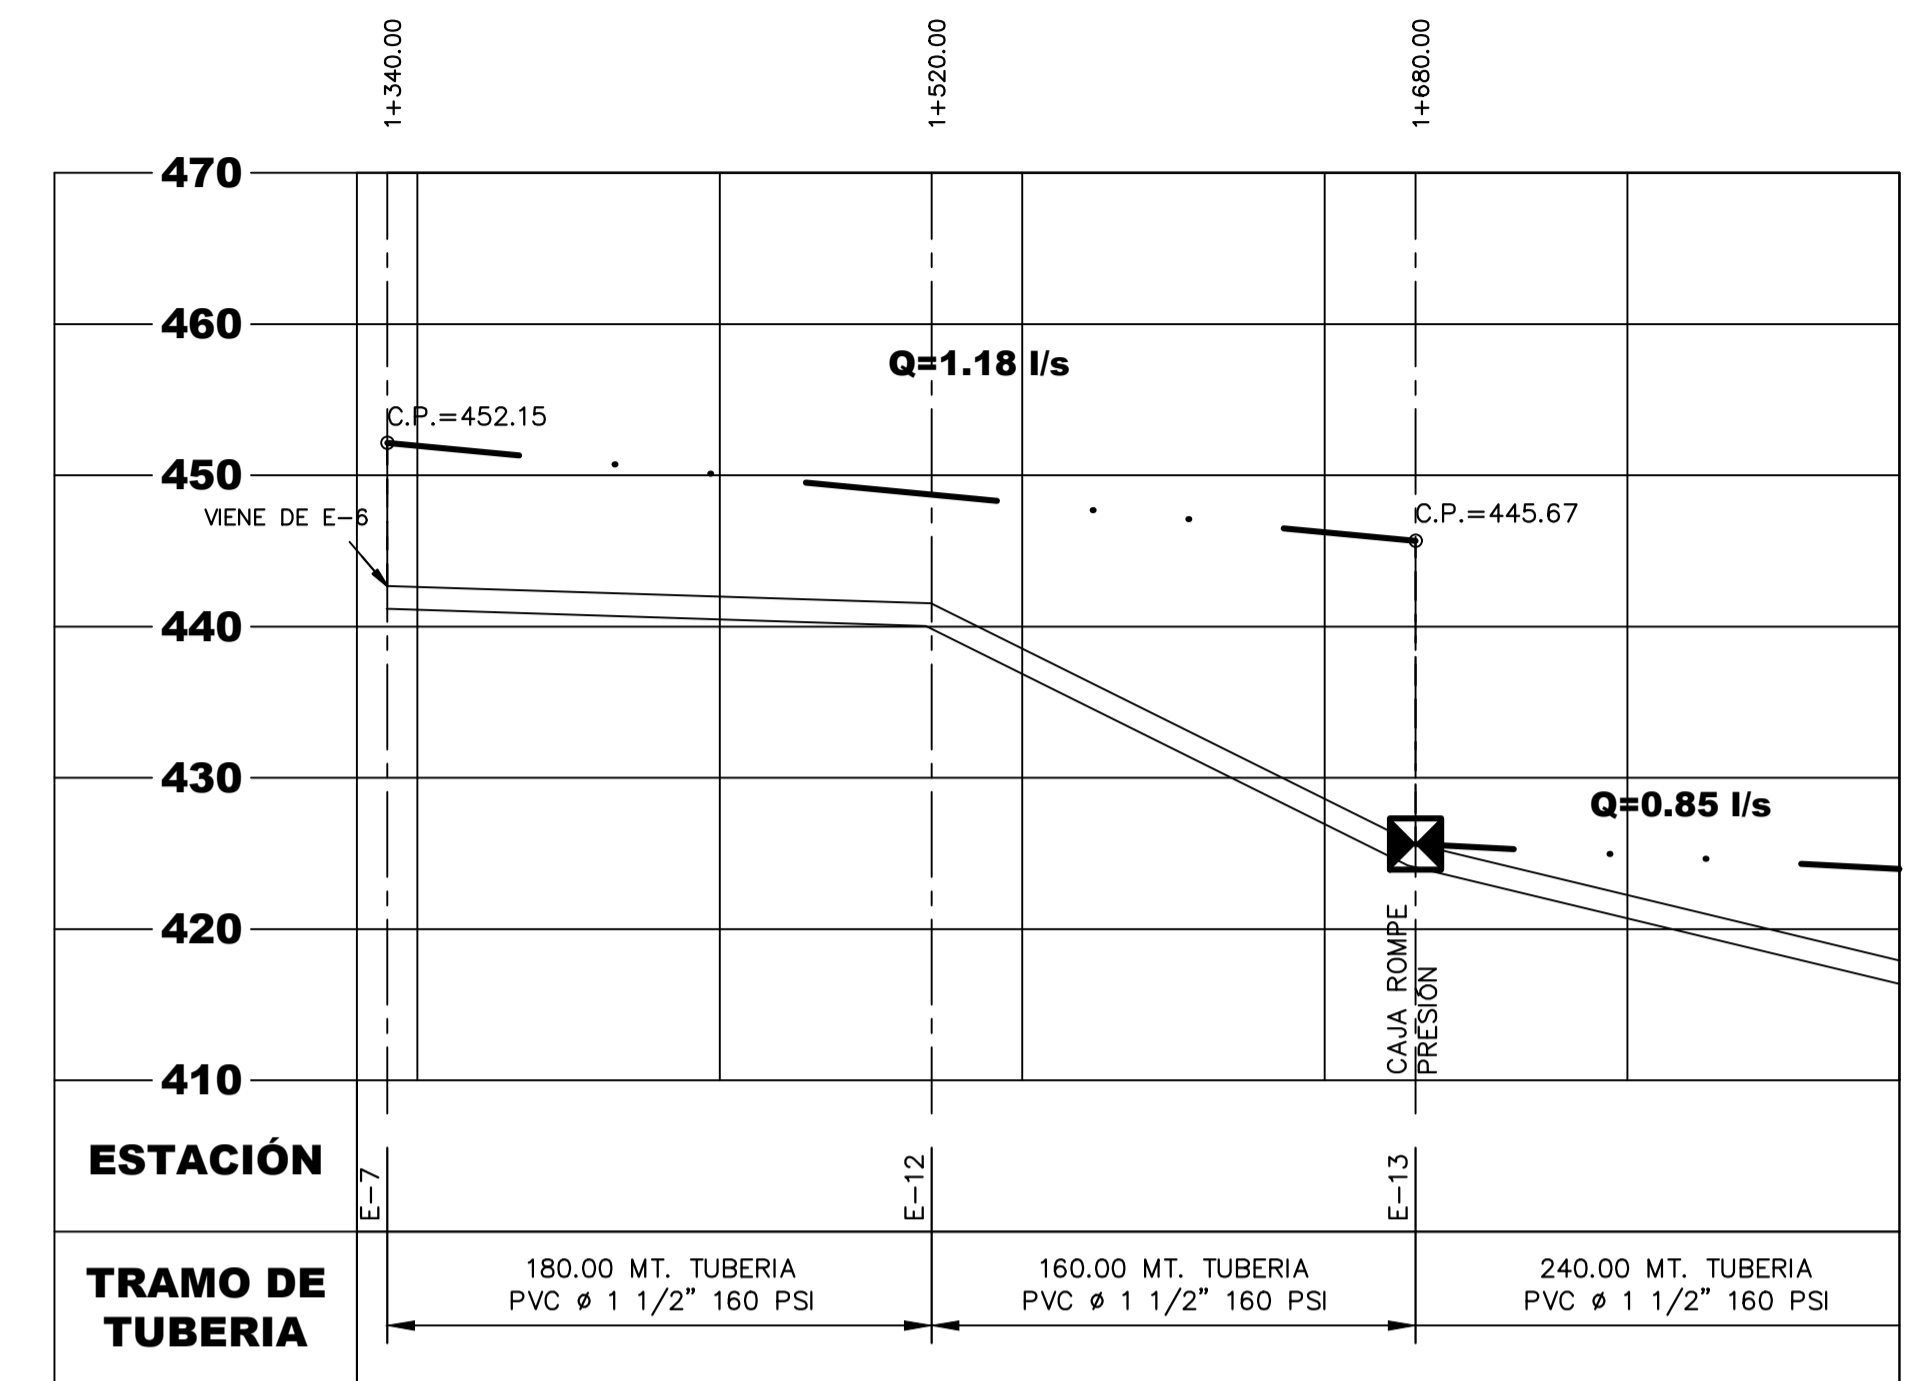 1+340.00
1+520.00
1+680.00
470
460
Q=1.18 l/s
C.P.=452.15
450
VIENE DE E-6
C.P.=445.67
440
430
Q=0.85 l/s
420
CAJA ROMPE
PRESIÓN
410
ESTACIÓN
E-7
E-12
E-13
TRAMO DE
TUBERIA
180.00 MT. TUBERIA
PVC ø 1 1/2" 160 PSI
160.00 MT. TUBERIA
PVC ø 1 1/2" 160 PSI
240.00 MT. TUBERIA
PVC ø 1 1/2" 160 PSI